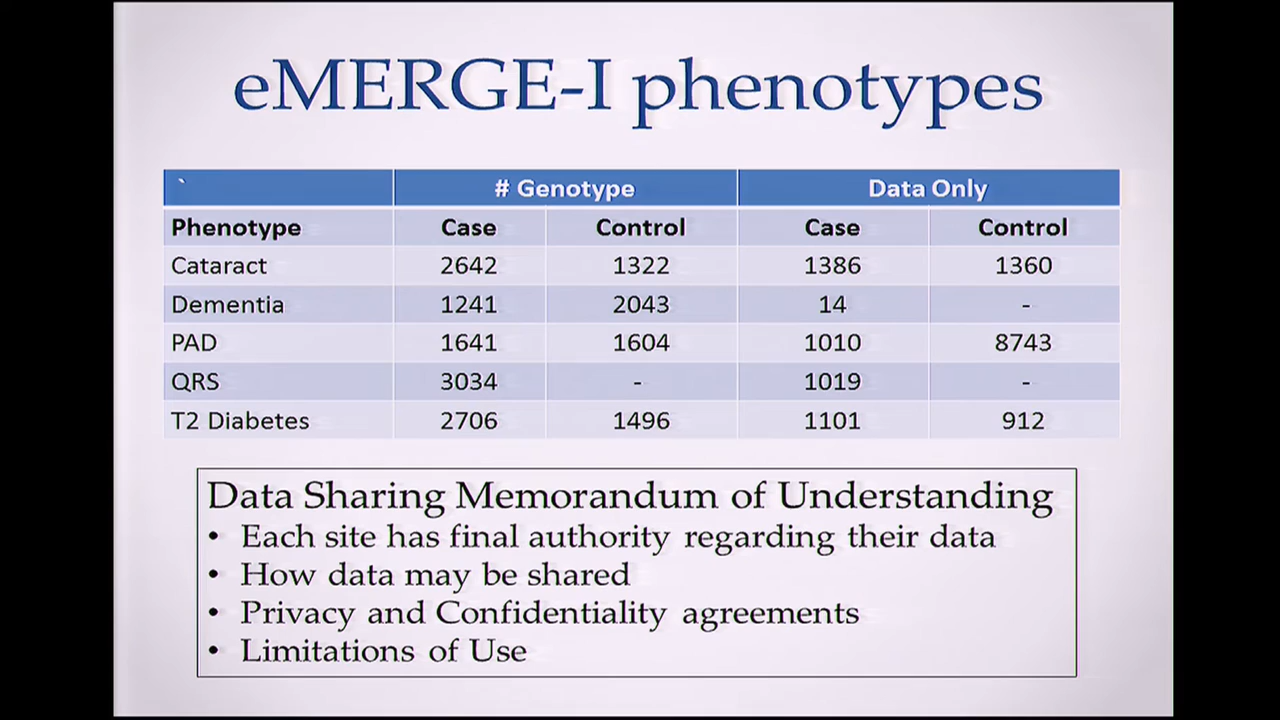 eMERGE-I phenotypes
` # Genotype Data Only
Phenotype Case Control Case Control
Cataract 2642 1322 1386 1360
Dementia 1241 2043 14 -
PAD 1641 1604 1010 8743
QRS 3034 - 1019 -
T2 Diabetes 2706 1496 1101 912
Data Sharing Memorandum of Understanding
• Each site has final authority regarding their data
• How data may be shared
• Privacy and Confidentiality agreements
• Limitations of Use